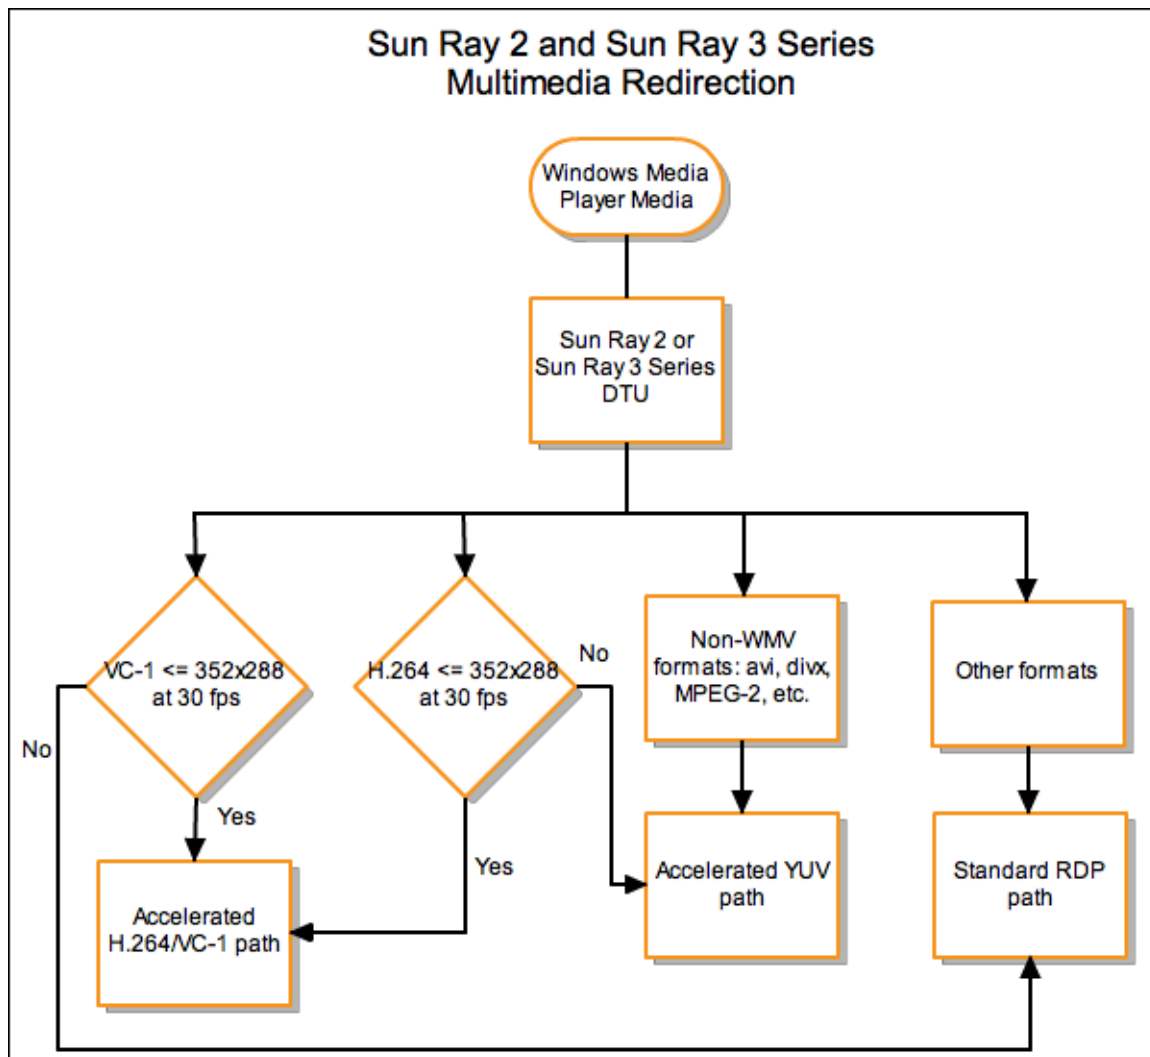 Sun Ray 2 and Sun Ray 3 Series
Multimedia Redirection
Windows Media
Player Media
Sun Ray 2 or
Sun Ray 3 Series
DTU
VC-1 <= 352x288
at 30 fps
H.264 <= 352x288
at 30 fps
No
Non-WMV
formats: avi, divx,
MPEG-2, etc.
Other formats
No
Yes
Yes
Accelerated
H.264/VC-1 path
Accelerated YUV
path
Standard RDP
path